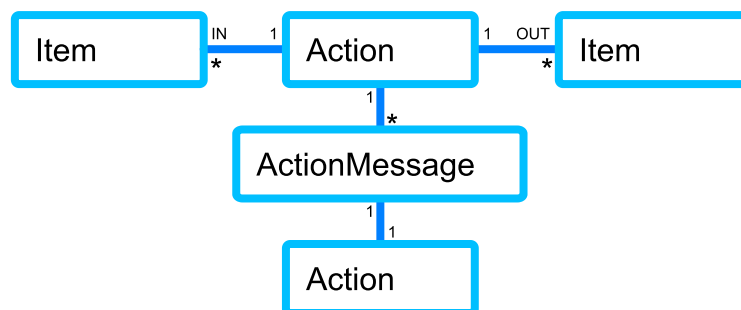 Item IN 1 Action 1 OUT Item
* *
1
*
ActionMessage
1
1
Action